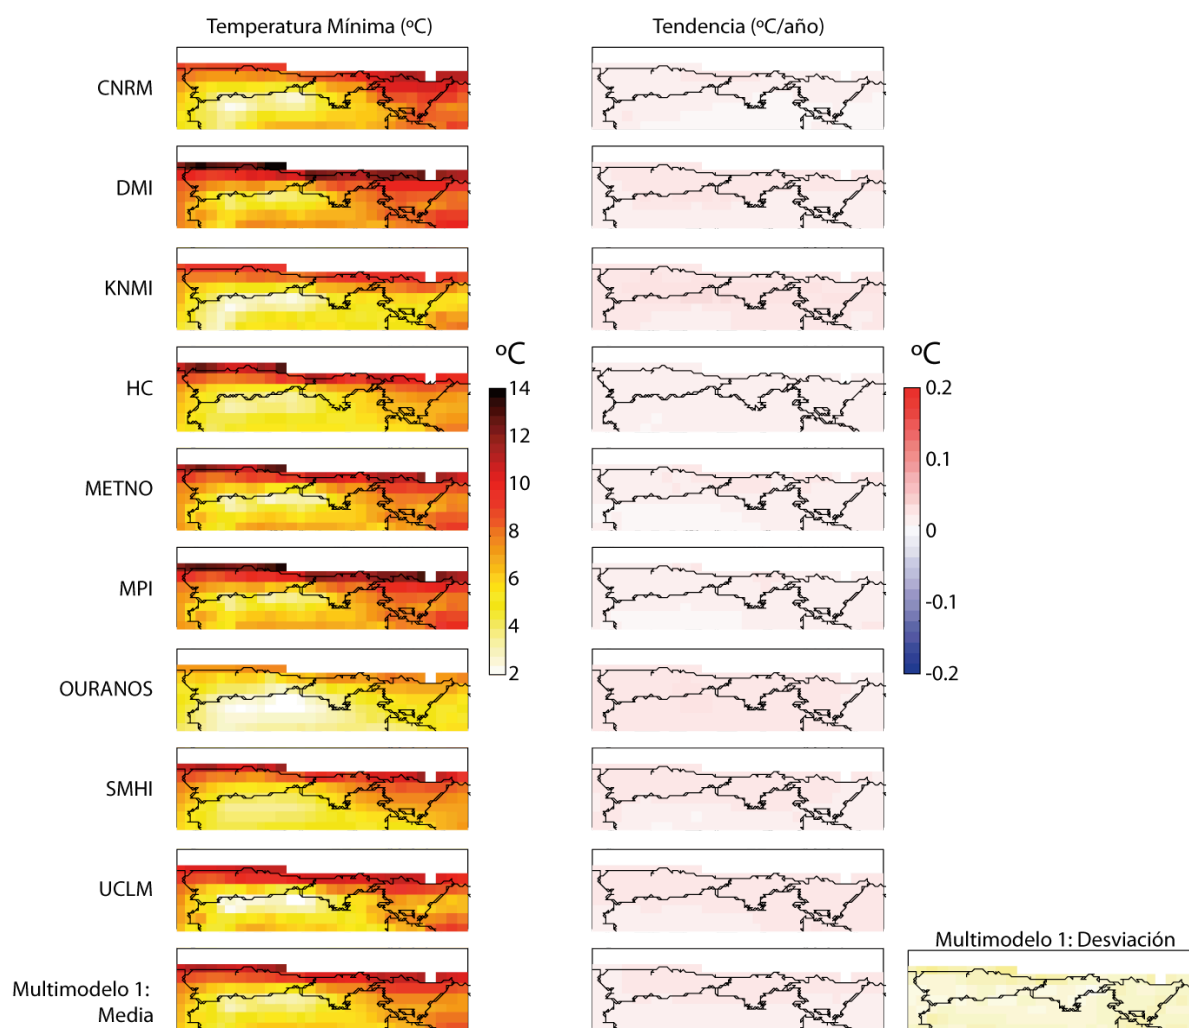 Temperatura Mínima (ºC)
Tendencia (ºC/año)
CNRM
DMI
KNMI
HC
METNO
MPI
OURANOS
SMHI
UCLM
Multimodelo 1:
Media
ºC
14
12
10
8
6
4
2
ºC
0.2
0.1
0
-0.1
-0.2
Multimodelo 1: Desviación